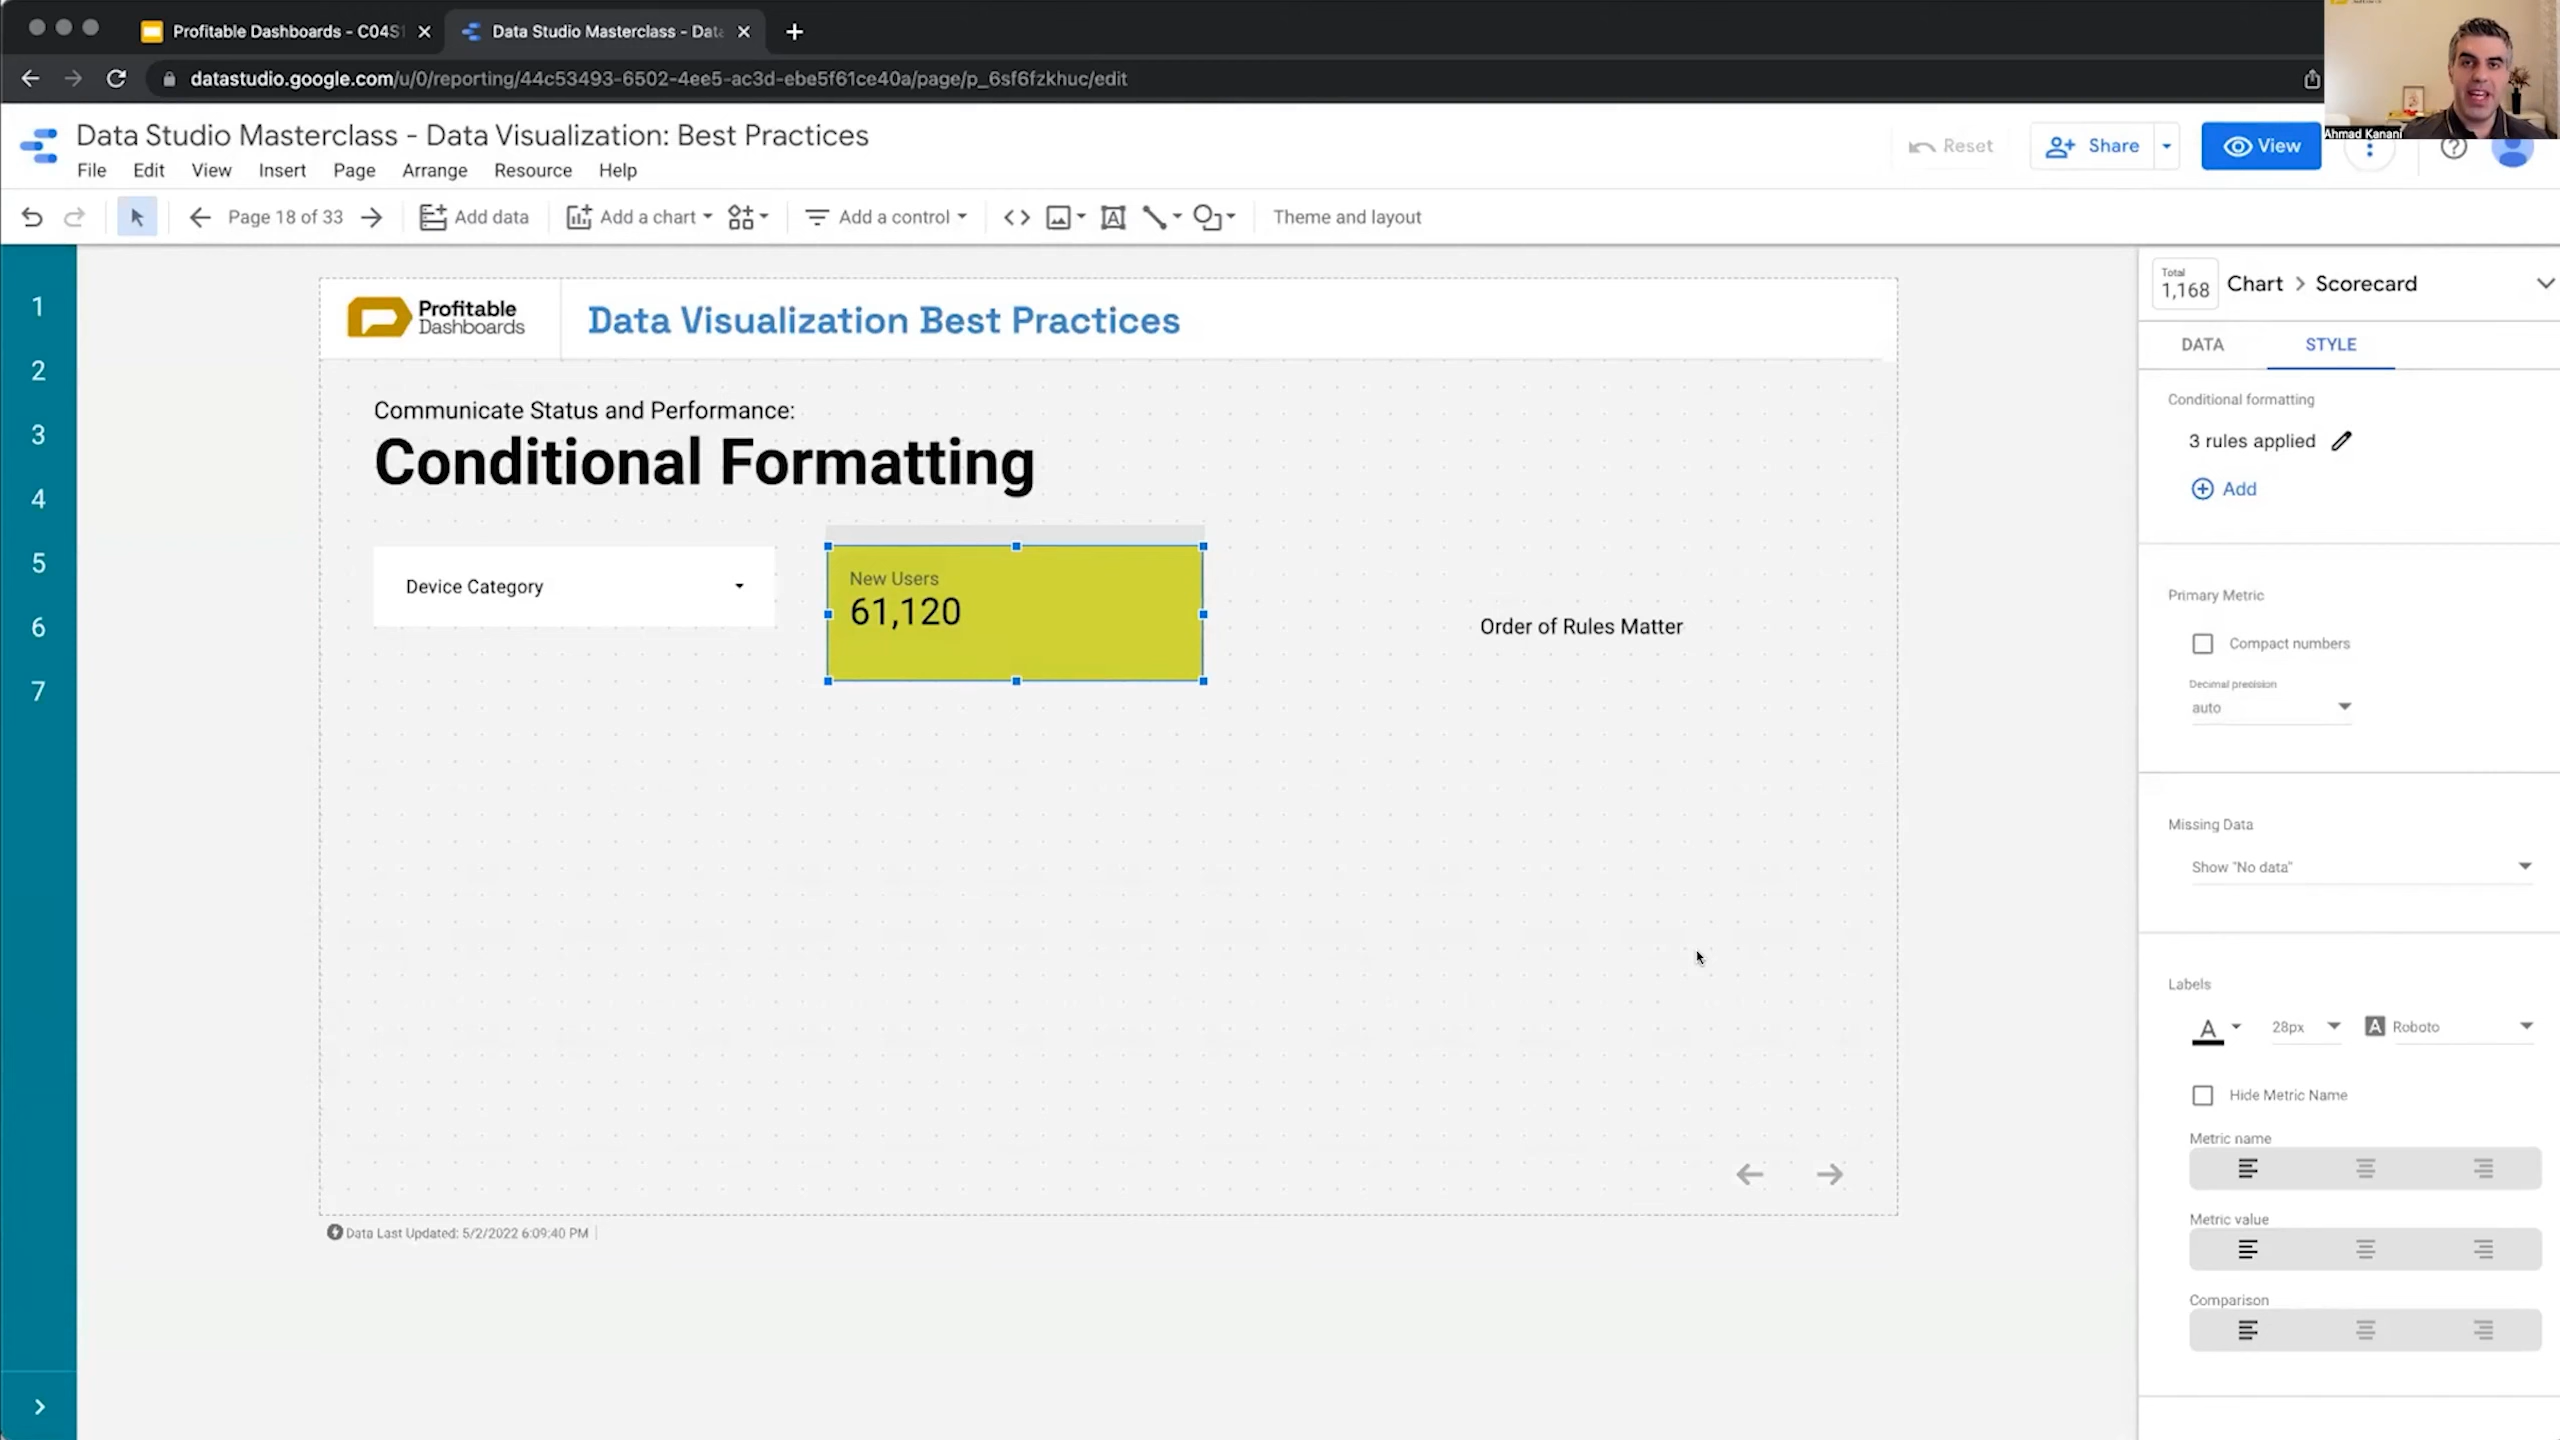 Profitable Dashboards - C04S
Data Studio Masterclass - Data
datastudio.google.com/u/0/reporting/44c53493-6502-4ee5-ac3d-ebe5f61ce40a/page/p_6sf6fzkhuc/edit
Ahmad Kanani
Data Studio Masterclass - Data Visualization: Best Practices
File Edit View Insert Page Arrange Resource Help
Reset
Share
View
Page 18 of 33
Add data
Add a chart
Add a control
Theme and layout
1
2
3
4
5
6
7
Profitable
Dashboards
Data Visualization Best Practices
Communicate Status and Performance:
Conditional Formatting
Device Category
New Users
61,120
Order of Rules Matter
Data Last Updated: 5/2/2022 6:09:40 PM
Total
1,168
Chart > Scorecard
DATA STYLE
Conditional formatting
3 rules applied
Add
Primary Metric
Compact numbers
Decimal precision
auto
Missing Data
Show "No data"
Labels
A 28px A Roboto
Hide Metric Name
Metric name
Metric value
Comparison